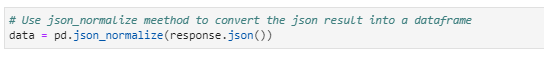 # Use json_normalize meethod to convert the json result into a dataframe
data = pd.json_normalize(response.json())